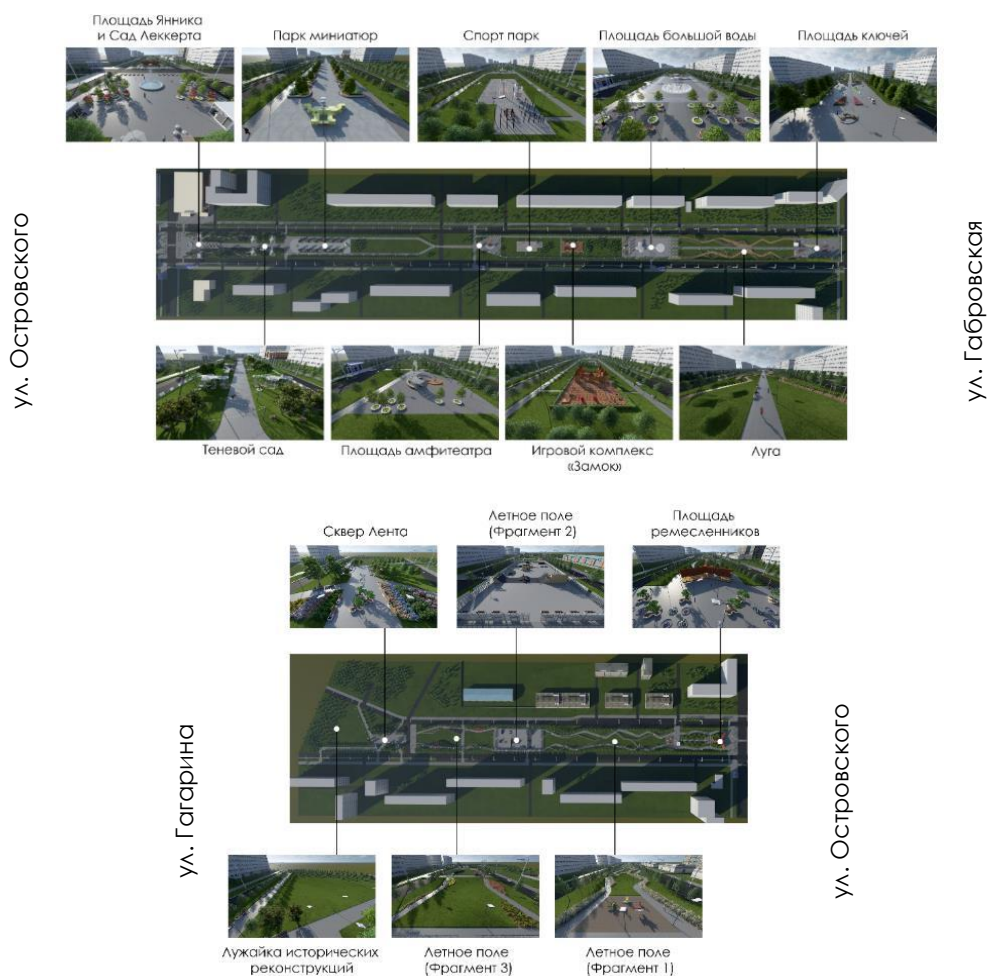 Площадь Янника
и Сад Леккерта
Парк миниатюр
Спорт парк
Площадь большой воды
Площадь ключей
ул. Островского
ул. Габровская
Теневой сад
Площадь амфитеатра
Игровой комплекс
«Замок»
Луга
Сквер Лента
Летное поле
(Фрагмент 2)
Площадь
ремесленников
ул. Гагарина
ул. Островского
Лужайка исторических
реконструкций
Летное поле
(Фрагмент 3)
Летное поле
(Фрагмент 1)